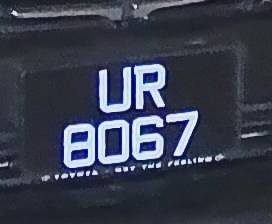 UR
8067
TOYOTA - GET THE FEELING